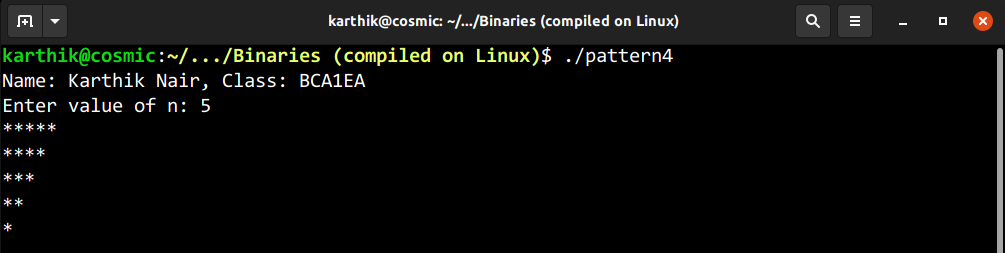 karthik@cosmic: ~/.../Binaries (compiled on Linux)
karthik@cosmic:~/.../Binaries (compiled on Linux)$ ./pattern4
Name: Karthik Nair, Class: BCA1EA
Enter value of n: 5
*****
****
***
**
*